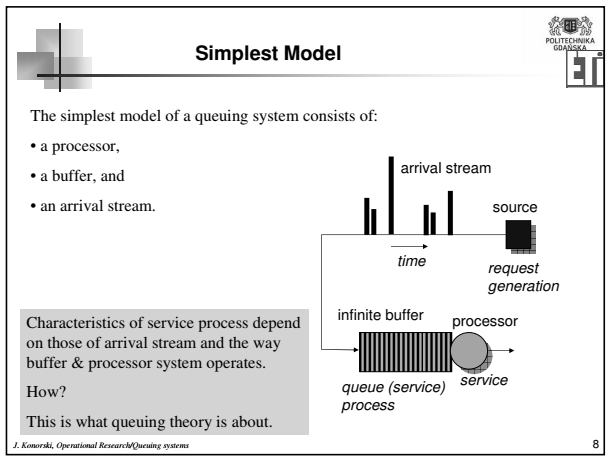 Simplest Model
POLITECHNIKA
GDAŃSKA
The simplest model of a queuing system consists of:
• a processor,
• a buffer, and
• an arrival stream.
arrival stream
source
time
request
generation
infinite buffer
processor
queue (service)
process
service
Characteristics of service process depend
on those of arrival stream and the way
buffer & processor system operates.
How?
This is what queuing theory is about.
J. Konorski, Operational Research/Queuing systems
8